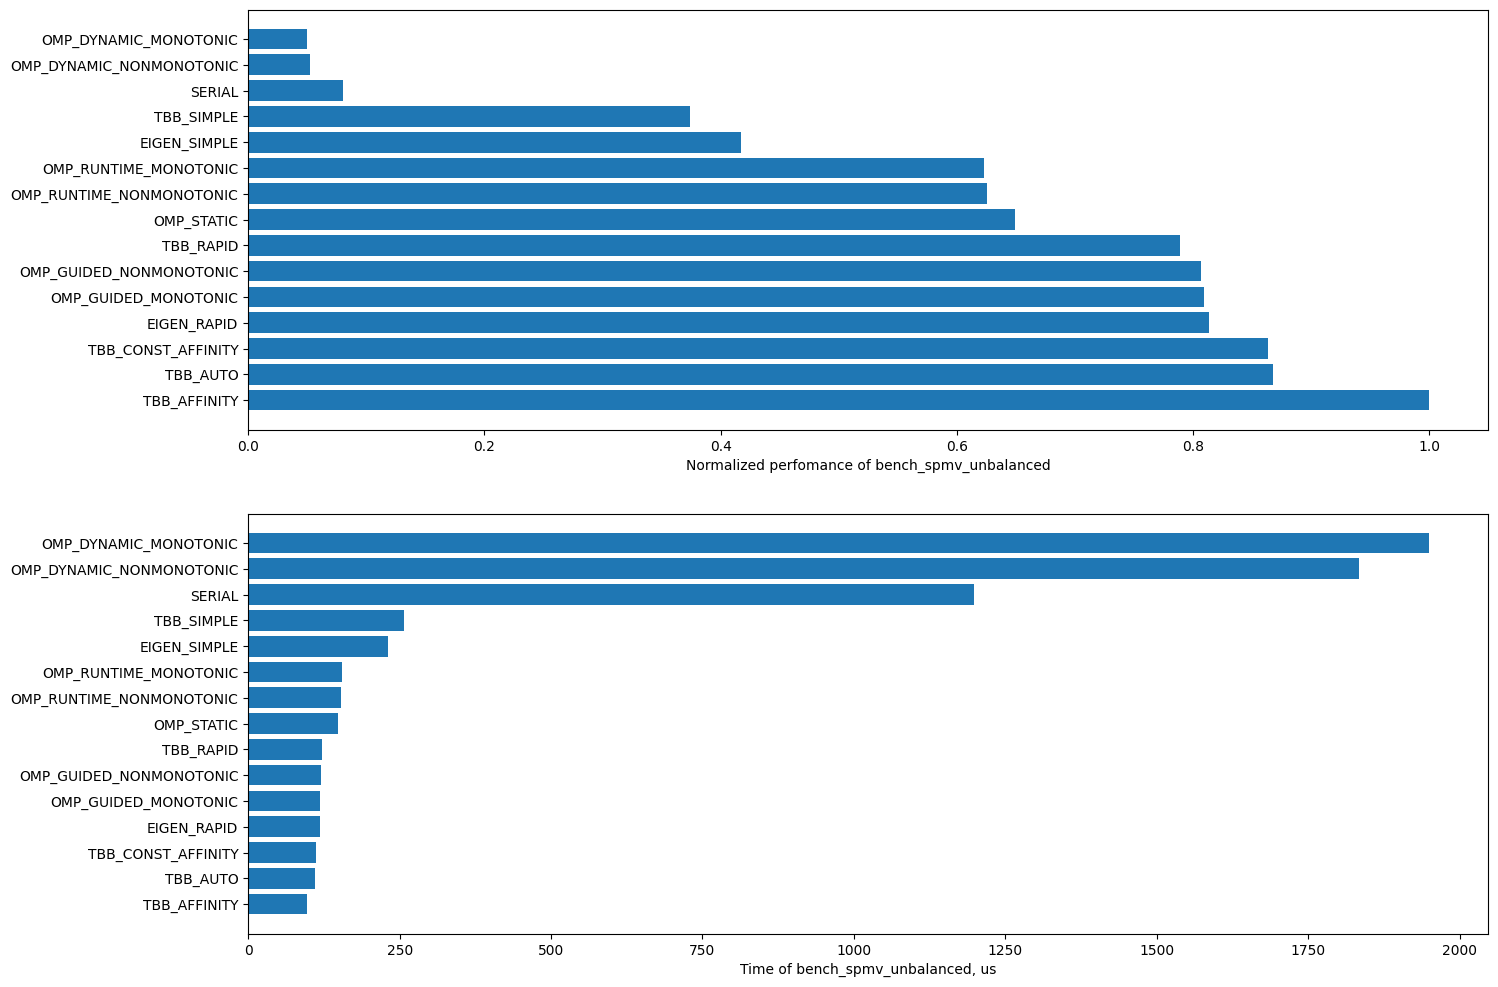 OMP_DYNAMIC_MONOTONIC
OMP_DYNAMIC_NONMONOTONIC
SERIAL
TBB_SIMPLE
EIGEN_SIMPLE
OMP_RUNTIME_MONOTONIC
OMP_RUNTIME_NONMONOTONIC
OMP_STATIC
TBB_RAPID
OMP_GUIDED_NONMONOTONIC
OMP_GUIDED_MONOTONIC
EIGEN_RAPID
TBB_CONST_AFFINITY
TBB_AUTO
TBB_AFFINITY
0.0 0.2 0.4 0.6 0.8 1.0
Normalized perfomance of bench_spmv_unbalanced
OMP_DYNAMIC_MONOTONIC
OMP_DYNAMIC_NONMONOTONIC
SERIAL
TBB_SIMPLE
EIGEN_SIMPLE
OMP_RUNTIME_MONOTONIC
OMP_RUNTIME_NONMONOTONIC
OMP_STATIC
TBB_RAPID
OMP_GUIDED_NONMONOTONIC
OMP_GUIDED_MONOTONIC
EIGEN_RAPID
TBB_CONST_AFFINITY
TBB_AUTO
TBB_AFFINITY
0 250 500 750 1000 1250 1500 1750 2000
Time of bench_spmv_unbalanced, us